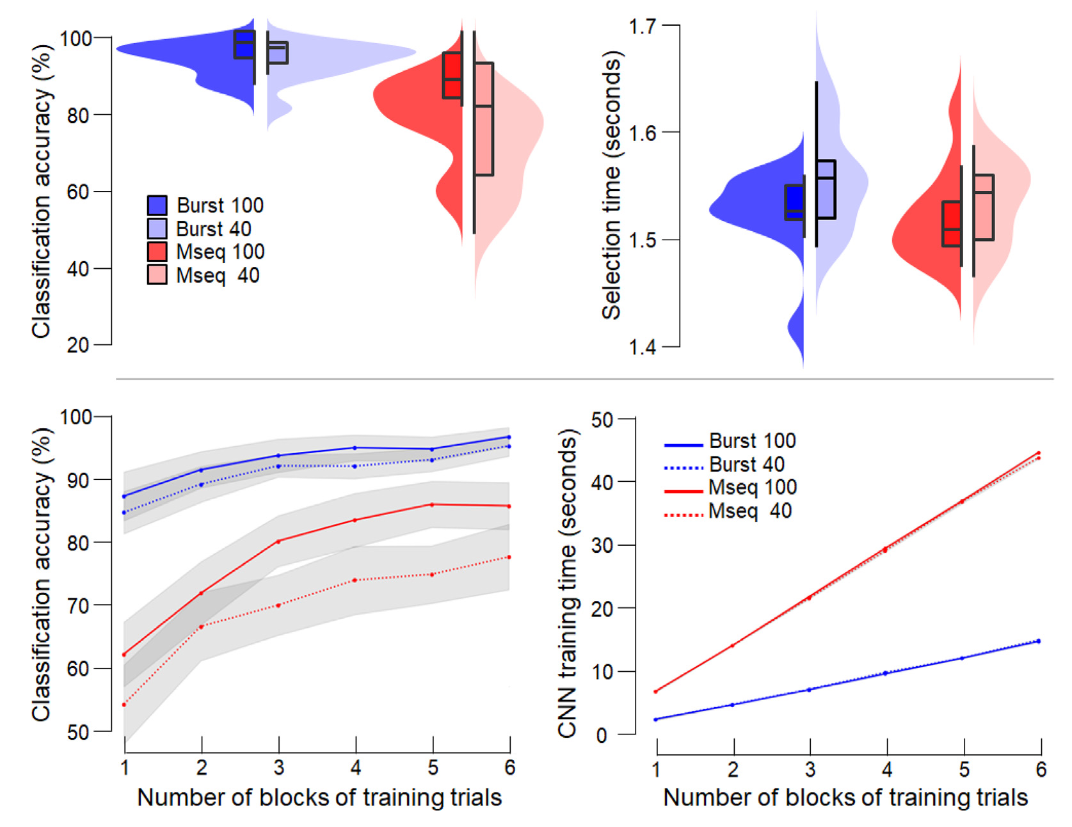 Classification accuracy (%)
100
80
60
40
20
Burst 100
Burst 40
Mseq 100
Mseq 40
Selection time (seconds)
1.7
1.6
1.5
1.4
Classification accuracy (%)
100
90
80
70
60
50
1 2 3 4 5 6
Number of blocks of training trials
CNN training time (seconds)
50
40
30
20
10
0
Burst 100
Burst 40
Mseq 100
Mseq 40
1 2 3 4 5 6
Number of blocks of training trials